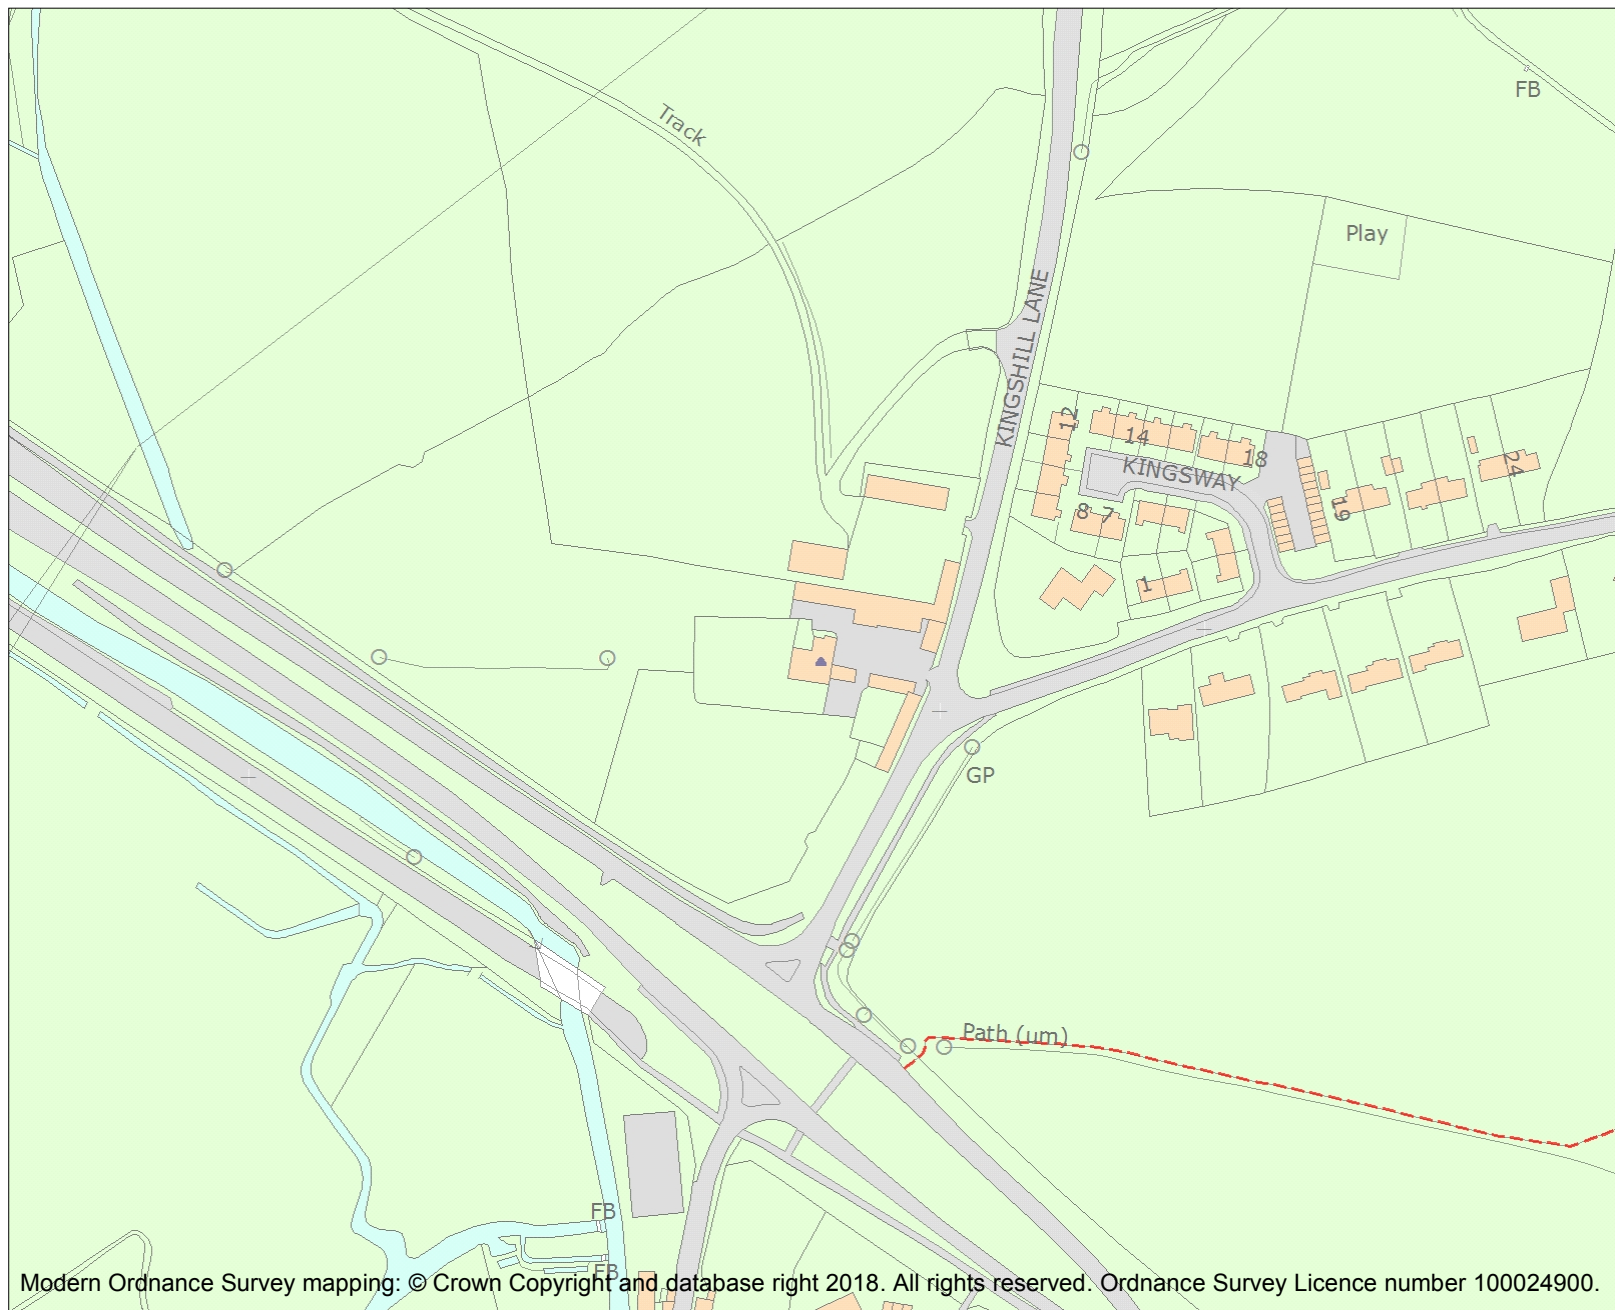 FB
Track
Play
KINGSHILL LANE
12
14
18
KINGSWAY
24
19
8
7
1
GP
Path (um)
FB
FB
Modern Ordnance Survey mapping: © Crown Copyright and database right 2018. All rights reserved. Ordnance Survey Licence number 100024900.